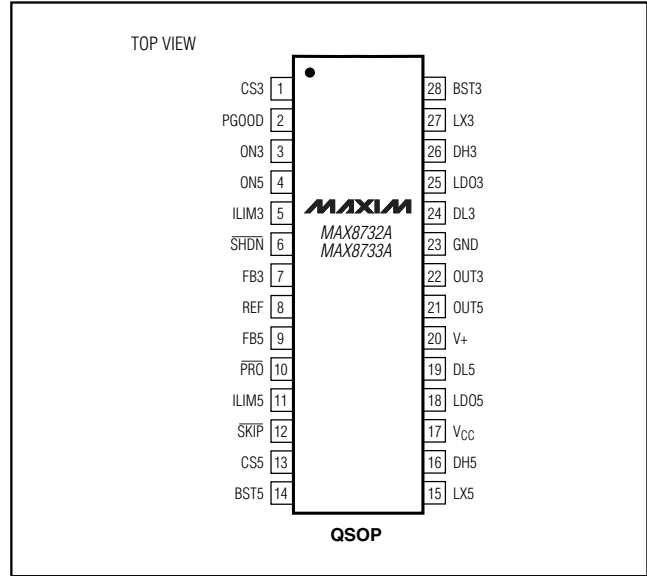 TOP VIEW
CS3 1
PGOOD 2
ON3 3
ON5 4
ILIM3 5
S̅H̅D̅N̅ 6
FB3 7
REF 8
FB5 9
P̅R̅O̅ 10
ILIM5 11
S̅K̅I̅P̅ 12
CS5 13
BST5 14
MAXIM
MAX8732A
MAX8733A
28 BST3
27 LX3
26 DH3
25 LDO3
24 DL3
23 GND
22 OUT3
21 OUT5
20 V+
19 DL5
18 LDO5
17 VCC
16 DH5
15 LX5
QSOP